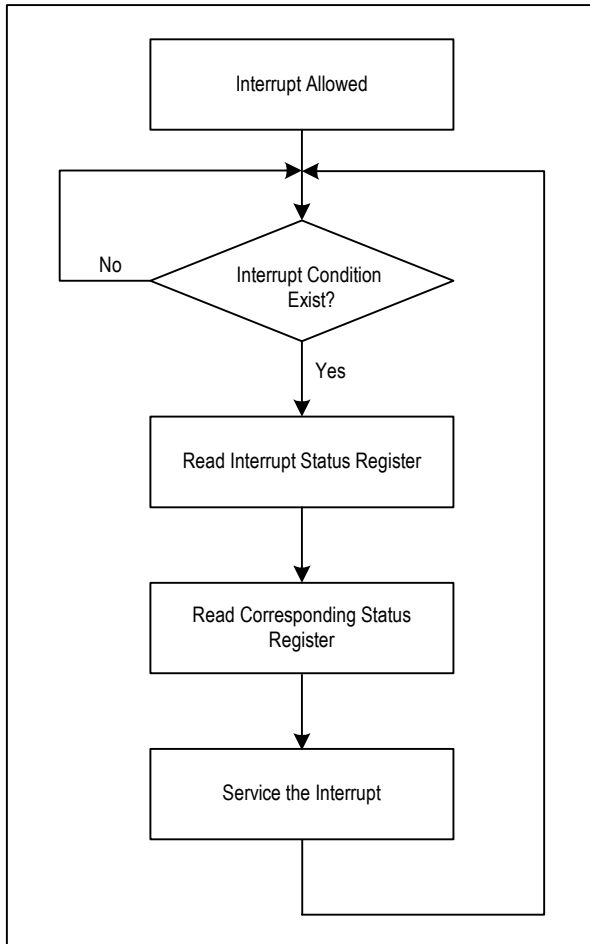 Interrupt Allowed
No
Interrupt Condition
Exist?
Yes
Read Interrupt Status Register
Read Corresponding Status
Register
Service the Interrupt